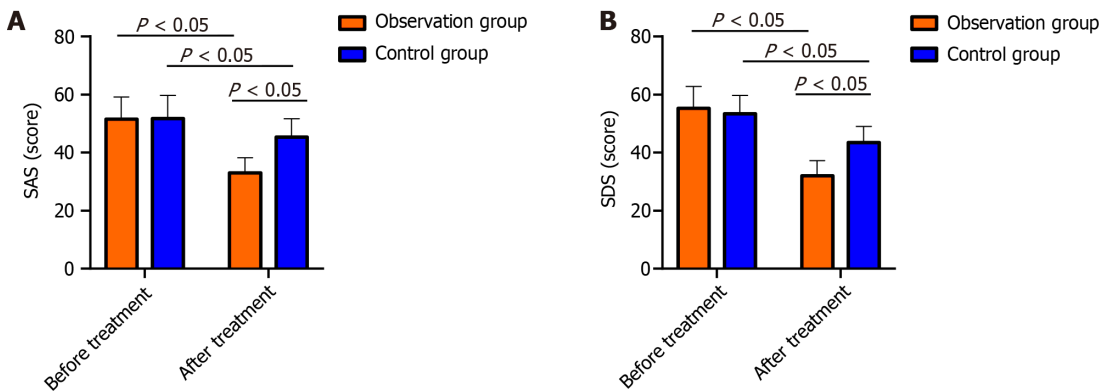 A
Observation group
Control group
P < 0.05
P < 0.05
P < 0.05
SAS (score)
80
60
40
20
0
Before treatment
After treatment
B
Observation group
Control group
P < 0.05
P < 0.05
P < 0.05
SDS (score)
80
60
40
20
0
Before treatment
After treatment